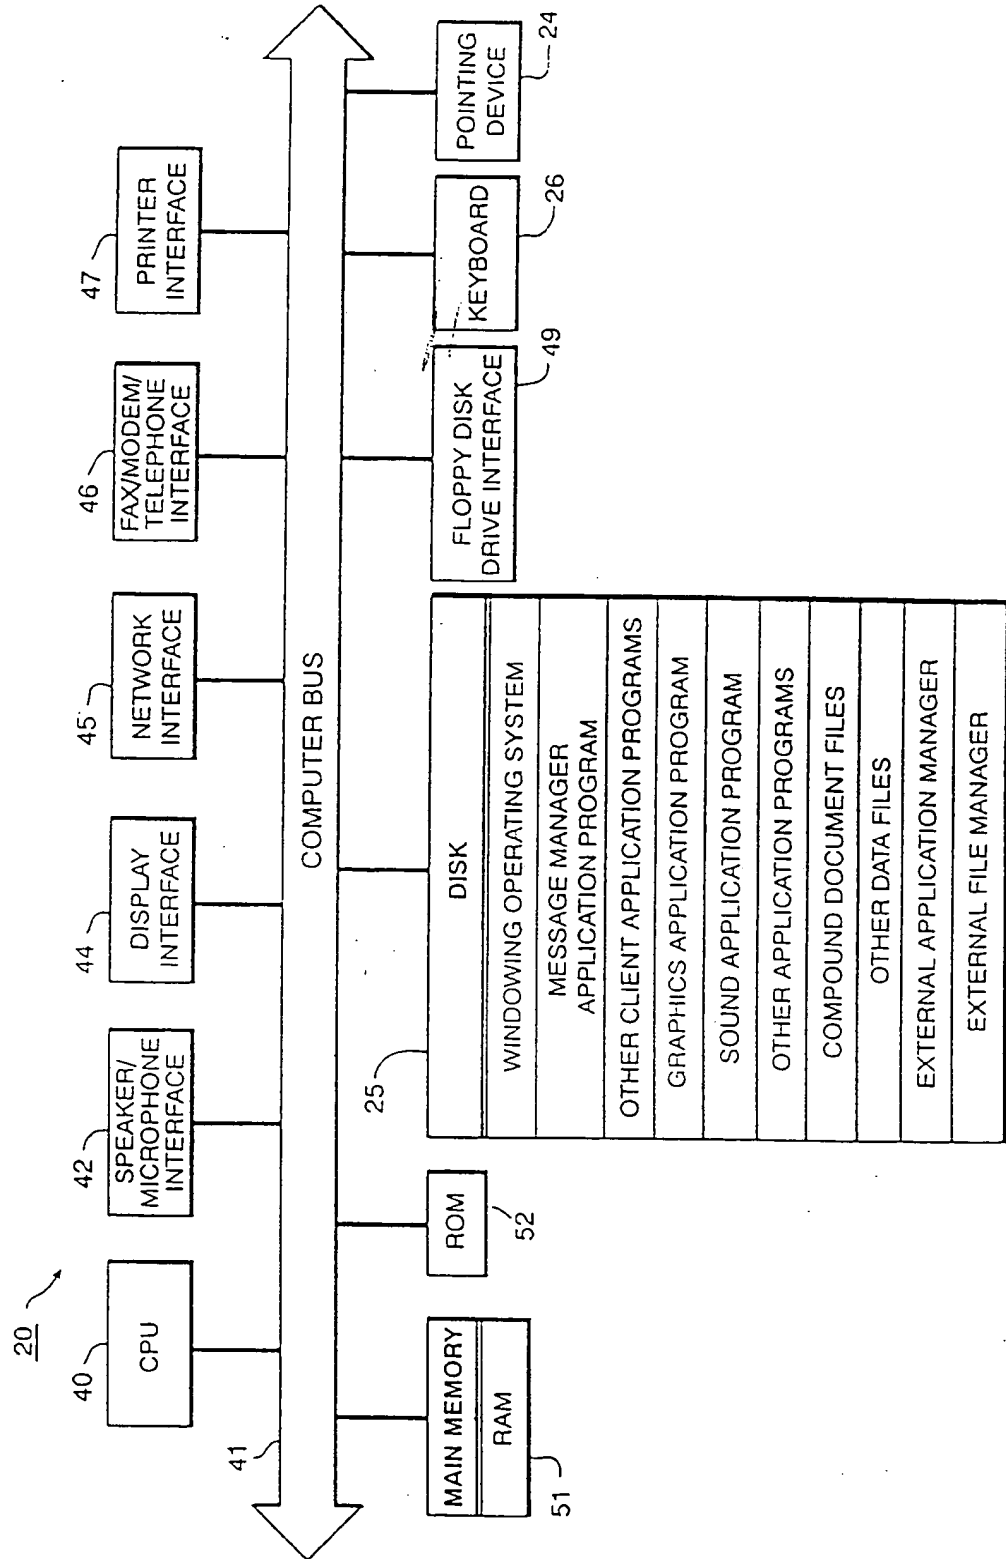 20
40
CPU
42
SPEAKER/
MICROPHONE
INTERFACE
44
DISPLAY
INTERFACE
45
NETWORK
INTERFACE
46
FAX/MODEM/
TELEPHONE
INTERFACE
47
PRINTER
INTERFACE
41
COMPUTER BUS
MAIN MEMORY
RAM
51
ROM
52
25
DISK
WINDOWING OPERATING SYSTEM
MESSAGE MANAGER
APPLICATION PROGRAM
OTHER CLIENT APPLICATION PROGRAMS
GRAPHICS APPLICATION PROGRAM
SOUND APPLICATION PROGRAM
OTHER APPLICATION PROGRAMS
COMPOUND DOCUMENT FILES
OTHER DATA FILES
EXTERNAL APPLICATION MANAGER
EXTERNAL FILE MANAGER
FLOPPY DISK
DRIVE INTERFACE
49
KEYBOARD
26
POINTING
DEVICE
24